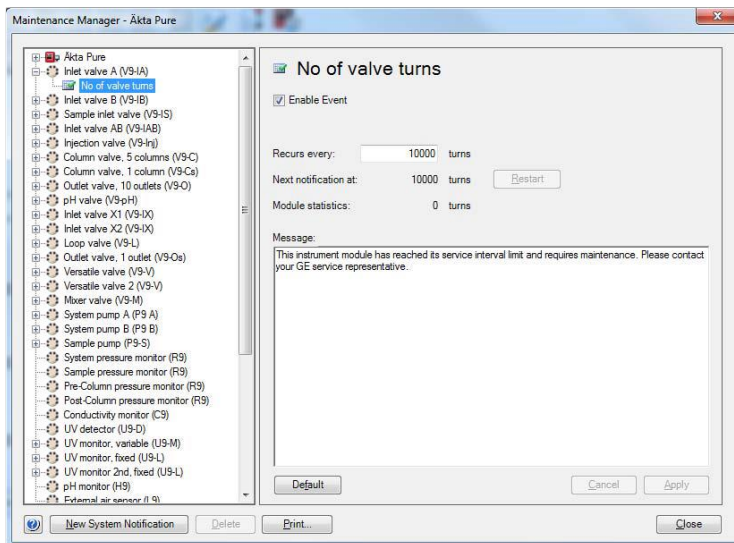 Maintenance Manager - Äkta Pure
Äkta Pure
Inlet valve A (V9-IA)
No of valve turns
Inlet valve B (V9-IB)
Sample inlet valve (V9-IS)
Inlet valve AB (V9-IAB)
Injection valve (V9-Inj)
Column valve, 5 columns (V9-C)
Column valve, 1 column (V9-Cs)
Outlet valve, 10 outlets (V9-O)
pH valve (V9-pH)
Inlet valve X1 (V9-IX)
Inlet valve X2 (V9-IX)
Loop valve (V9-L)
Outlet valve, 1 outlet (V9-Os)
Versatile valve (V9-V)
Versatile valve 2 (V9-V)
Mixer valve (V9-M)
System pump A (P9 A)
System pump B (P9 B)
Sample pump (P9-S)
System pressure monitor (R9)
Sample pressure monitor (R9)
Pre-Column pressure monitor (R9)
Post-Column pressure monitor (R9)
Conductivity monitor (C9)
UV detector (U9-D)
UV monitor, variable (U9-M)
UV monitor, fixed (U9-L)
UV monitor 2nd, fixed (U9-L)
pH monitor (H9)
External air sensor (L9)
No of valve turns
Enable Event
Recurs every: 10000 turns
Next notification at: 10000 turns Restart
Module statistics: 0 turns
Message:
This instrument module has reached its service interval limit and requires maintenance. Please contact
your GE service representative.
Default Cancel Apply
New System Notification Delete Print... Close